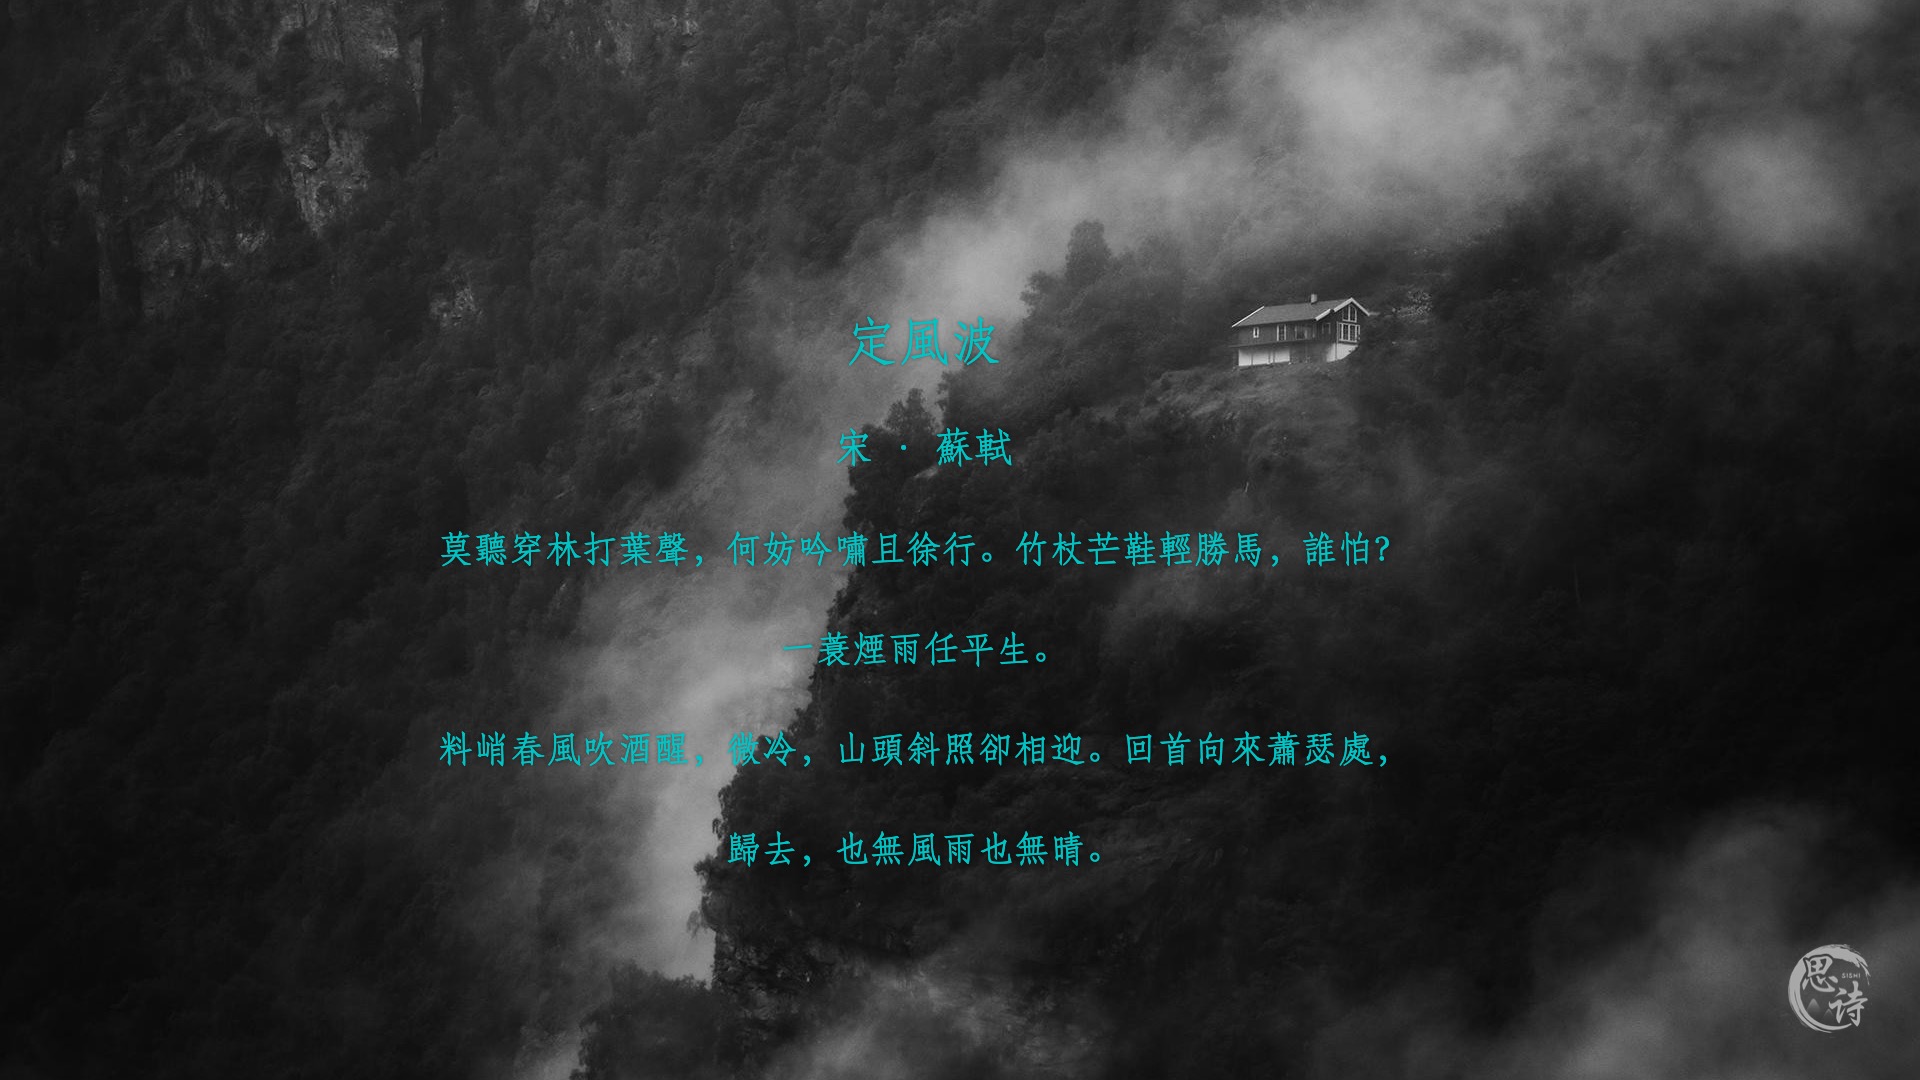 定風波
宋 · 蘇軾
莫聽穿林打葉聲，何妨吟嘯且徐行。竹杖芒鞋輕勝馬，誰怕？
一蓑煙雨任平生。
料峭春風吹酒醒，微冷，山頭斜照卻相迎。回首向來蕭瑟處，
歸去，也無風雨也無晴。
思诗
SISHI